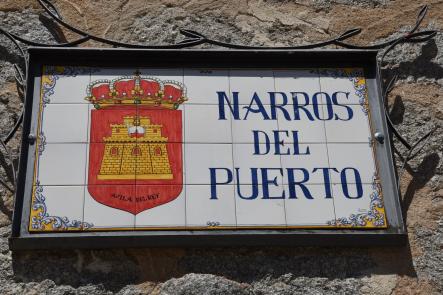 NARROS
DEL
PUERTO
AVILA DEL REY